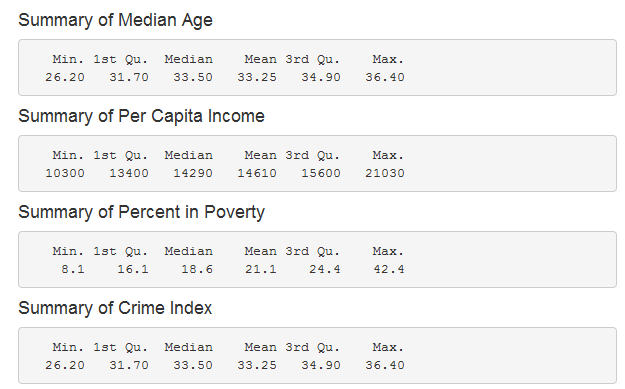 Summary of Median Age
Min. 1st Qu. Median Mean 3rd Qu. Max.
26.20 31.70 33.50 33.25 34.90 36.40
Summary of Per Capita Income
Min. 1st Qu. Median Mean 3rd Qu. Max.
10300 13400 14290 14610 15600 21030
Summary of Percent in Poverty
Min. 1st Qu. Median Mean 3rd Qu. Max.
8.1 16.1 18.6 21.1 24.4 42.4
Summary of Crime Index
Min. 1st Qu. Median Mean 3rd Qu. Max.
26.20 31.70 33.50 33.25 34.90 36.40